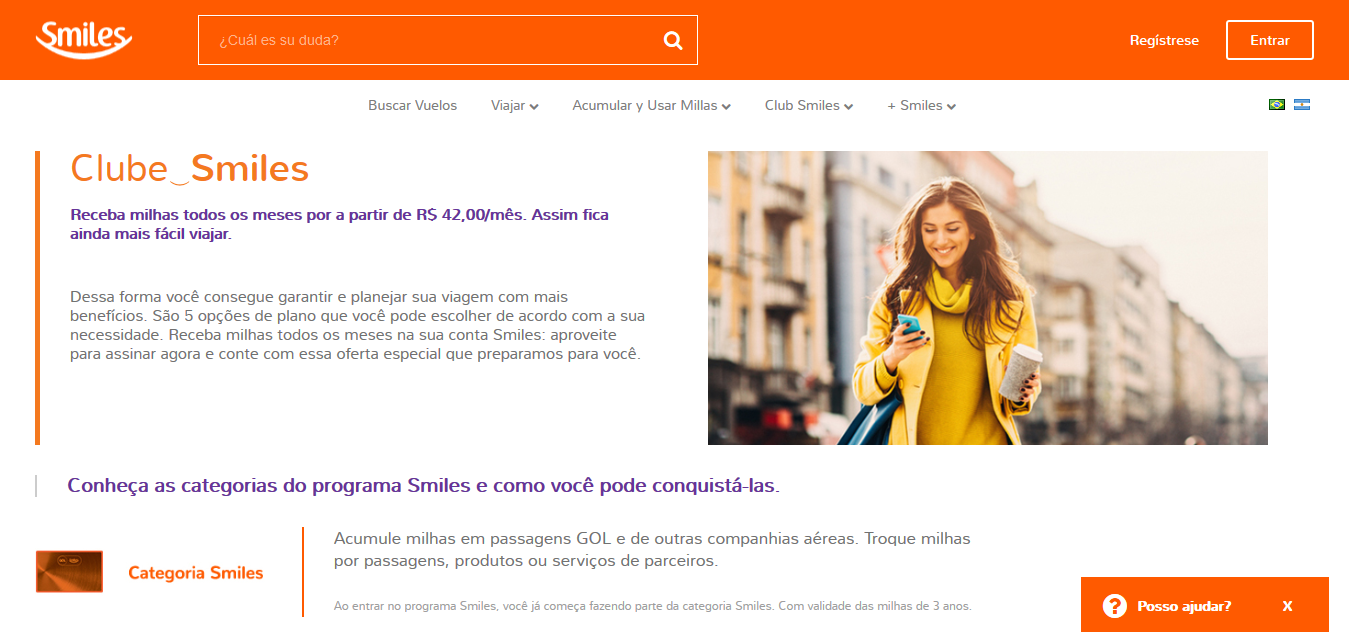 Smiles
¿Cuál es su duda?
Regístrese
Entrar
Buscar Vuelos
Viajar
Acumular y Usar Millas
Club Smiles
+ Smiles
Clube Smiles
Receba milhas todos os meses por a partir de R$ 42,00/mês. Assim fica
ainda mais fácil viajar.
Dessa forma você consegue garantir e planejar sua viagem com mais
benefícios. São 5 opções de plano que você pode escolher de acordo com a sua
necessidade. Receba milhas todos os meses na sua conta Smiles: aproveite
para assinar agora e conte com essa oferta especial que preparamos para você.
Conheça as categorias do programa Smiles e como você pode conquistá-las.
Categoria Smiles
Acumule milhas em passagens GOL e de outras companhias aéreas. Troque milhas
por passagens, produtos ou serviços de parceiros.
Ao entrar no programa Smiles, você já começa fazendo parte da categoria Smiles. Com validade das milhas de 3 anos.
? Posso ajudar? X